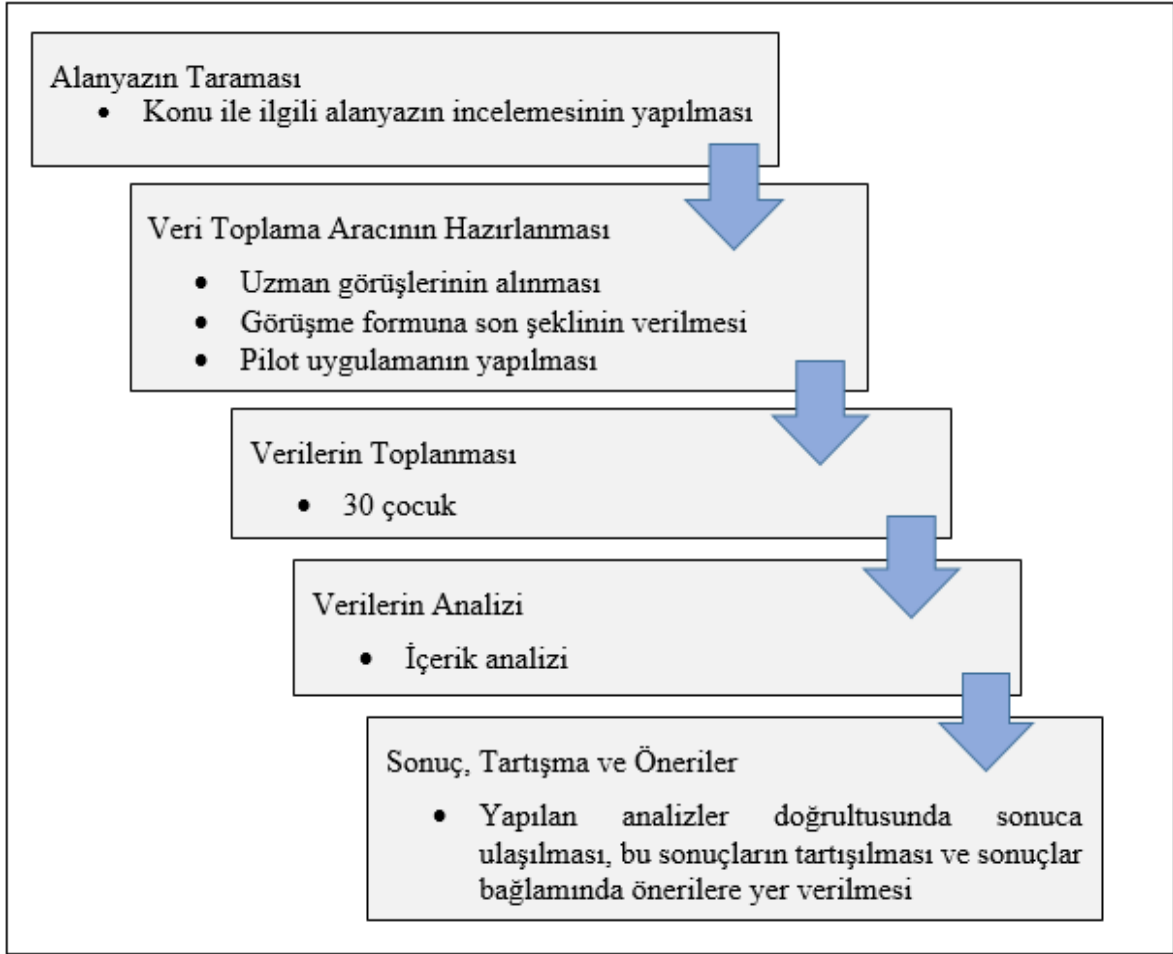 Alanyazın Taraması
• Konu ile ilgili alanyazın incelemesinin yapılması
Veri Toplama Aracının Hazırlanması
• Uzman görüşlerinin alınması
• Görüşme formuna son şeklinin verilmesi
• Pilot uygulamanın yapılması
Verilerin Toplanması
• 30 çocuk
Verilerin Analizi
• İçerik analizi
Sonuç, Tartışma ve Öneriler
• Yapılan analizler doğrultusunda sonuca
ulaşılması, bu sonuçların tartışılması ve sonuçlar
bağlamında önerilere yer verilmesi